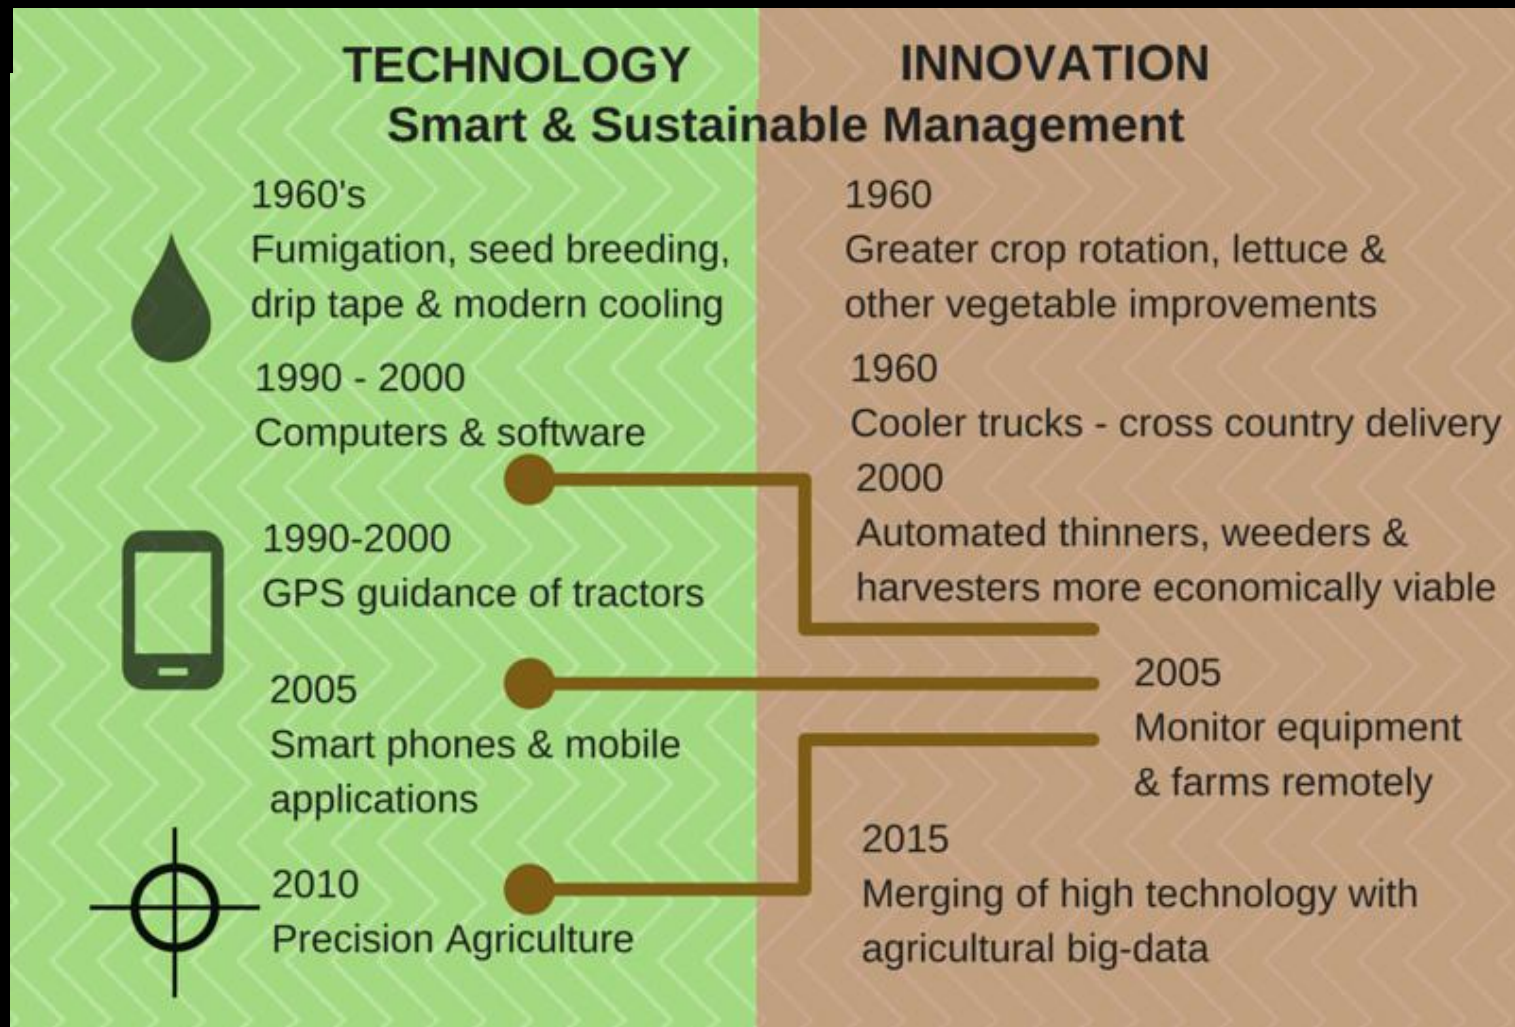 TECHNOLOGY
INNOVATION
Smart & Sustainable Management
1960's
Fumigation, seed breeding,
drip tape & modern cooling
1990 - 2000
Computers & software
1990-2000
GPS guidance of tractors
2005
Smart phones & mobile
applications
2010
Precision Agriculture
1960
Greater crop rotation, lettuce &
other vegetable improvements
1960
Cooler trucks - cross country delivery
2000
Automated thinners, weeders &
harvesters more economically viable
2005
Monitor equipment
& farms remotely
2015
Merging of high technology with
agricultural big-data